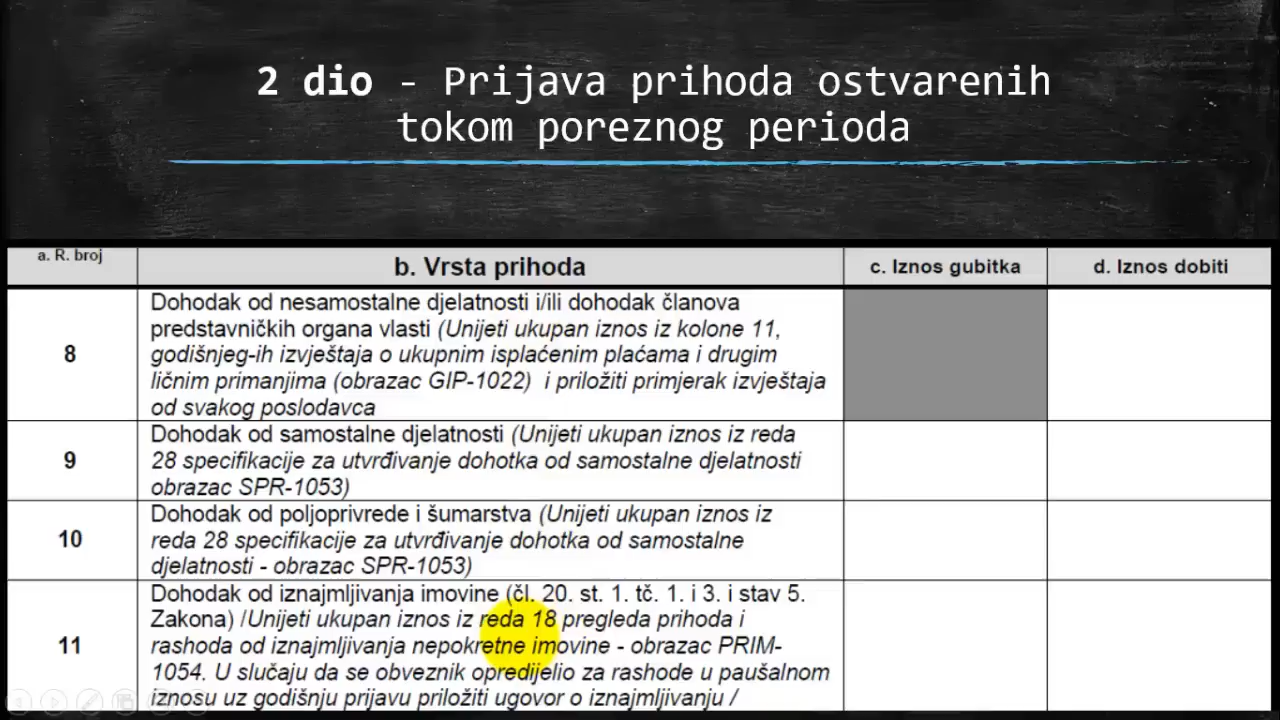 2 dio - Prijava prihoda ostvarenih
tokom poreznog perioda
a. R. broj
b. Vrsta prihoda
c. Iznos gubitka
d. Iznos dobiti
8
Dohodak od nesamostalne djelatnosti i/ili dohodak članova
predstavničkih organa vlasti (Unijeti ukupan iznos iz kolone 11,
godišnjeg-ih izvještaja o ukupnim isplaćenim plaćama i drugim
ličnim primanjima (obrazac GIP-1022) i priložiti primjerak izvještaja
od svakog poslodavca
9
Dohodak od samostalne djelatnosti (Unijeti ukupan iznos iz reda
28 specifikacije za utvrđivanje dohotka od samostalne djelatnosti
obrazac SPR-1053)
10
Dohodak od poljoprivrede i šumarstva (Unijeti ukupan iznos iz
reda 28 specifikacije za utvrđivanje dohotka od samostalne
djelatnosti - obrazac SPR-1053)
11
Dohodak od iznajmljivanja imovine (čl. 20. st. 1. tč. 1. i 3. i stav 5.
Zakona) /Unijeti ukupan iznos iz reda 18 pregleda prihoda i
rashoda od iznajmljivanja nepokretne imovine - obrazac PRIM-
1054. U slučaju da se obveznik opredijelio za rashode u paušalnom
iznosu uz godišnju prijavu priložiti ugovor o iznajmljivanju /